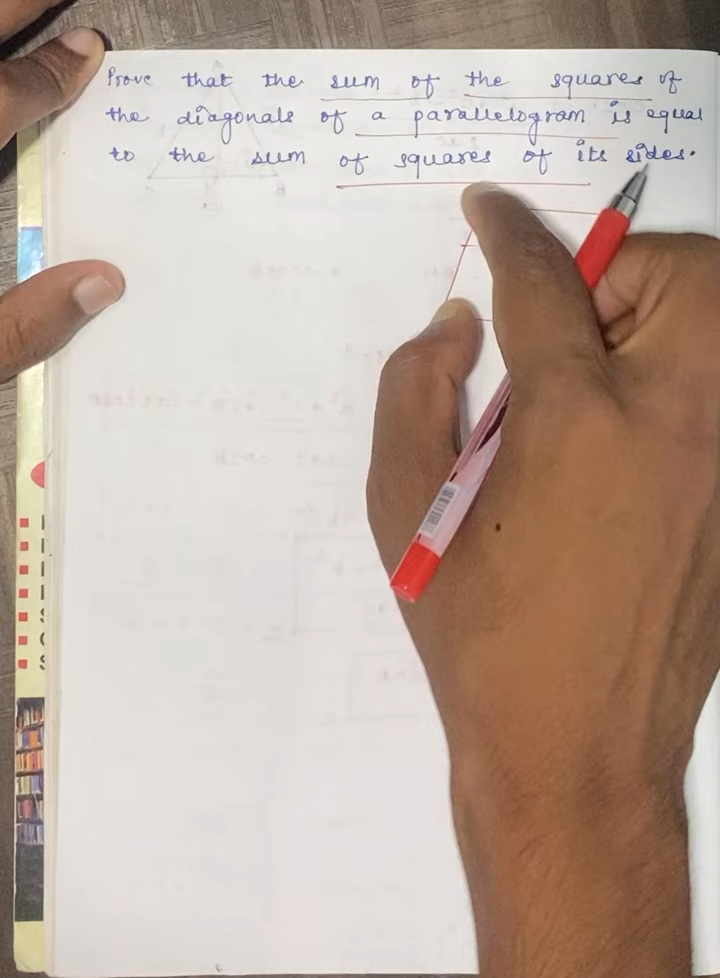 Prove that the sum of the squares of
the diagonals of a parallelogram is equal
to the sum of squares of its sides.